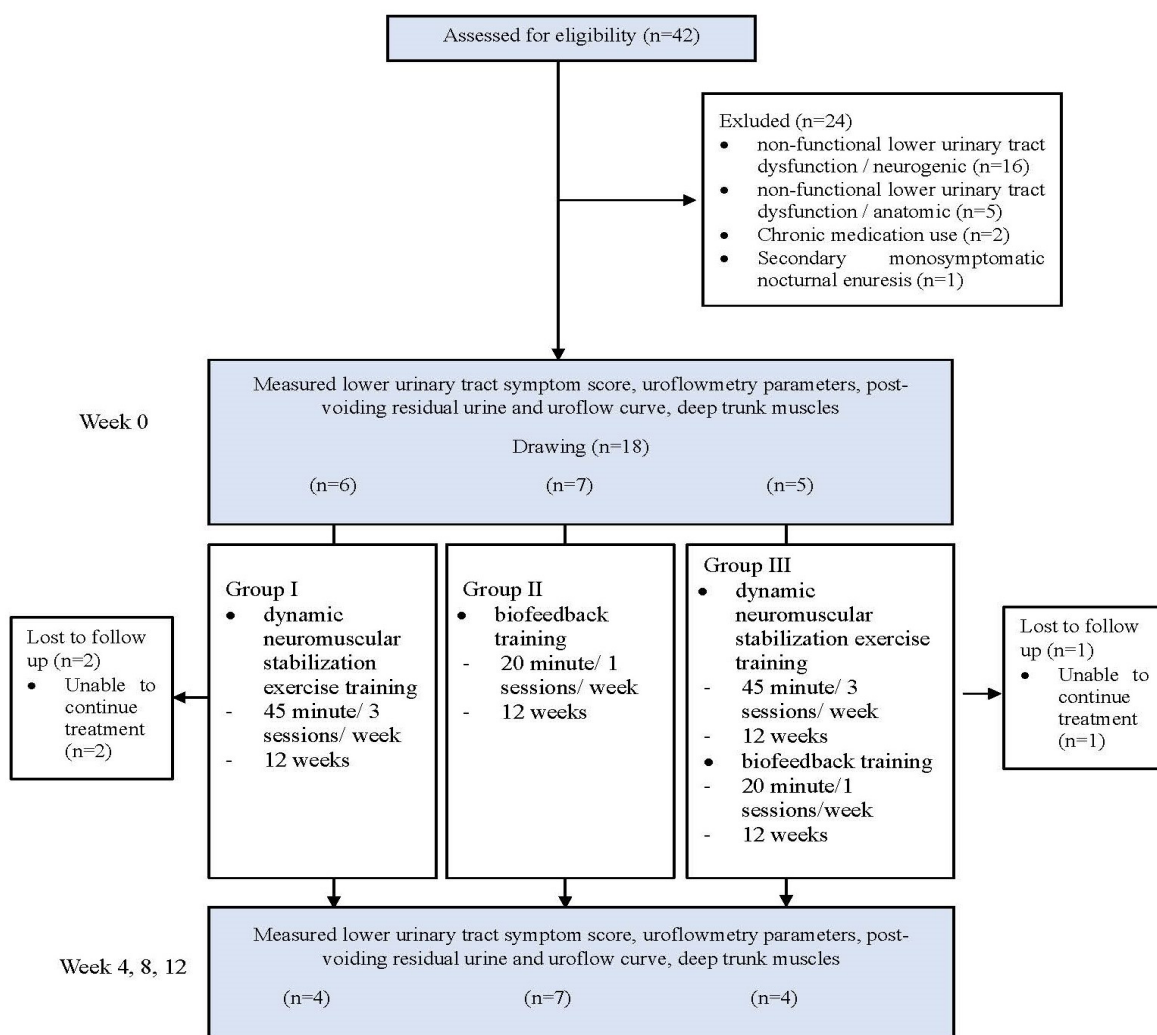 Assessed for eligibility (n=42)
Exluded (n=24)
• non-functional lower urinary tract
dysfunction / neurogenic (n=16)
• non-functional lower urinary tract
dysfunction / anatomic (n=5)
• Chronic medication use (n=2)
• Secondary monosymptomatic
nocturnal enuresis (n=1)
Week 0
Measured lower urinary tract symptom score, uroflowmetry parameters, post-
voiding residual urine and uroflow curve, deep trunk muscles
Drawing (n=18)
(n=6)
(n=7)
(n=5)
Lost to follow
up (n=2)
• Unable to
continue
treatment
(n=2)
Group I
• dynamic
neuromuscular
stabilization
exercise training
- 45 minute/ 3
sessions/ week
- 12 weeks
Group II
• biofeedback
training
- 20 minute/ 1
sessions/ week
- 12 weeks
Group III
• dynamic
neuromuscular
stabilization exercise
training
- 45 minute/ 3
sessions/ week
- 12 weeks
• biofeedback training
- 20 minute/1
sessions/week
- 12 weeks
Lost to follow
up (n=1)
• Unable to
continue
treatment
(n=1)
Week 4, 8, 12
Measured lower urinary tract symptom score, uroflowmetry parameters, post-
voiding residual urine and uroflow curve, deep trunk muscles
(n=4)
(n=7)
(n=4)